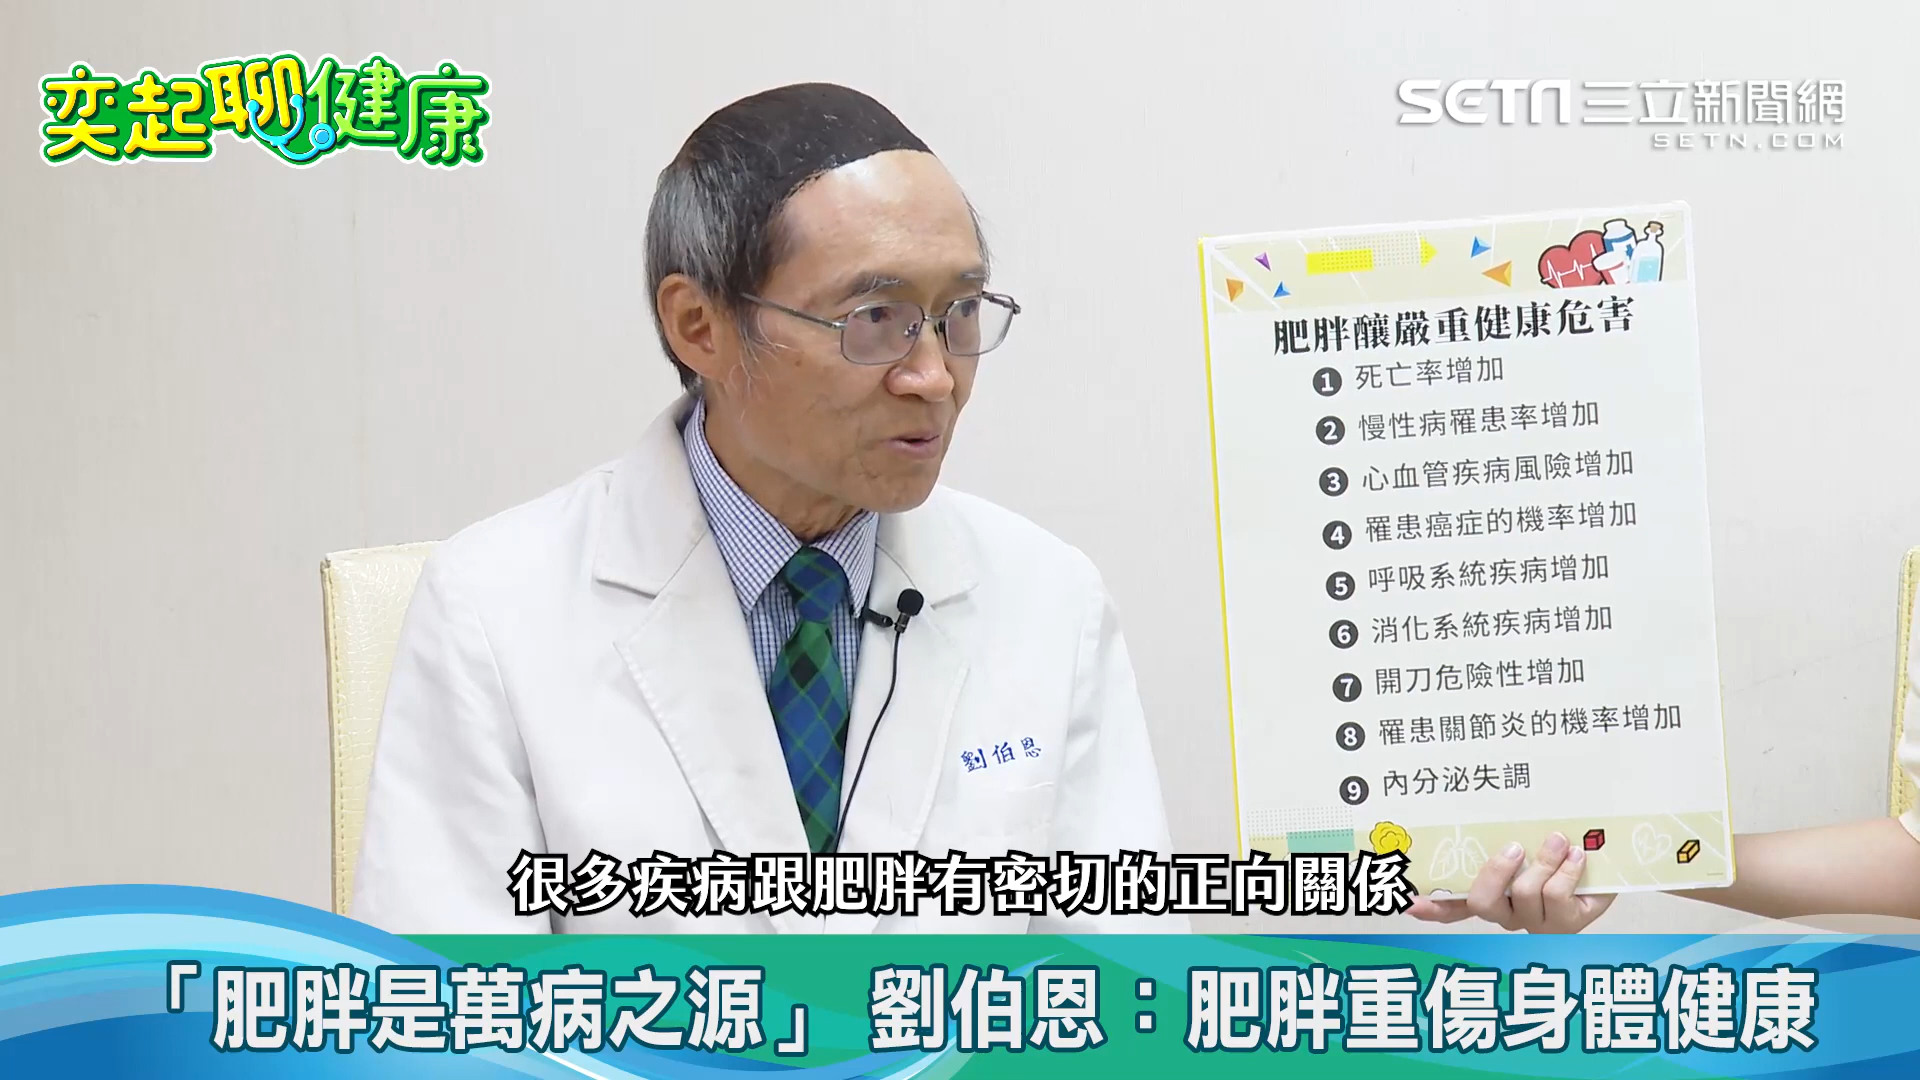 奕起聊健康
SETN三立新聞網
SETN.COM
肥胖釀嚴重健康危害
1 死亡率增加
2 慢性病罹患率增加
3 心血管疾病風險增加
4 罹患癌症的機率增加
5 呼吸系統疾病增加
6 消化系統疾病增加
7 開刀危險性增加
8 罹患關節炎的機率增加
9 內分泌失調
劉伯恩
很多疾病跟肥胖有密切的正向關係
「肥胖是萬病之源」 劉伯恩：肥胖重傷身體健康